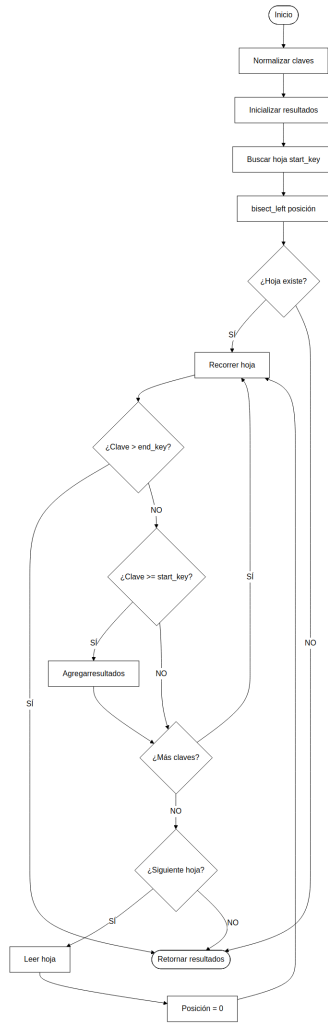 Inicio
Normalizar claves
Inicializar resultados
Buscar hoja start_key
bisect_left posición
¿Hoja existe?
SÍ
Recorrer hoja
¿Clave > end_key?
NO
¿Clave >= start_key?
SÍ
NO
SÍ
NO
SÍ
Agregarresultados
¿Más claves?
NO
¿Siguiente hoja?
SÍ
NO
Leer hoja
Retornar resultados
Posición = 0